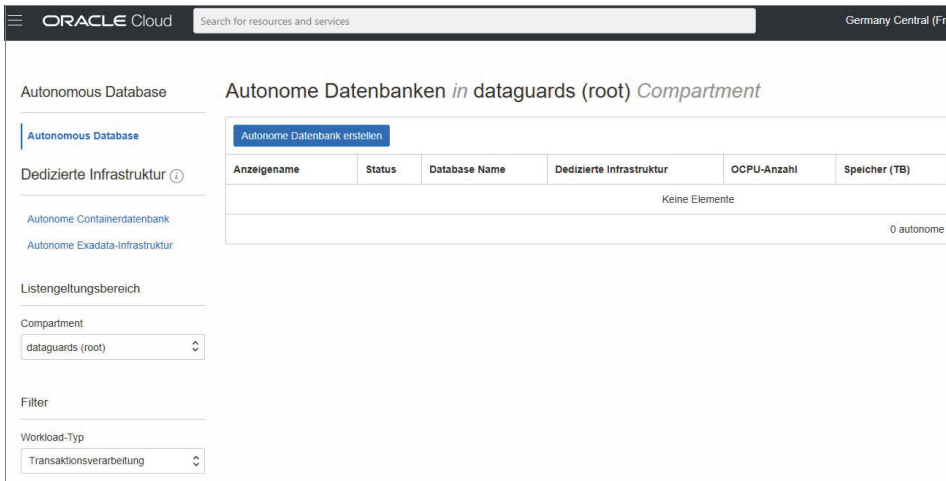 ORACLE Cloud
Search for resources and services
Germany Central (Fr
Autonomous Database
Autonomous Database
Dedizierte Infrastruktur
Autonome Containerdatenbank
Autonome Exadata-Infrastruktur
Listengeltungsbereich
Compartment
dataguards (root)
Filter
Workload-Typ
Transaktionsverarbeitung
Autonome Datenbanken in dataguards (root) Compartment
Autonome Datenbank erstellen
Anzeigename Status Database Name Dedizierte Infrastruktur OCPU-Anzahl Speicher (TB)
Keine Elemente
0 autonome